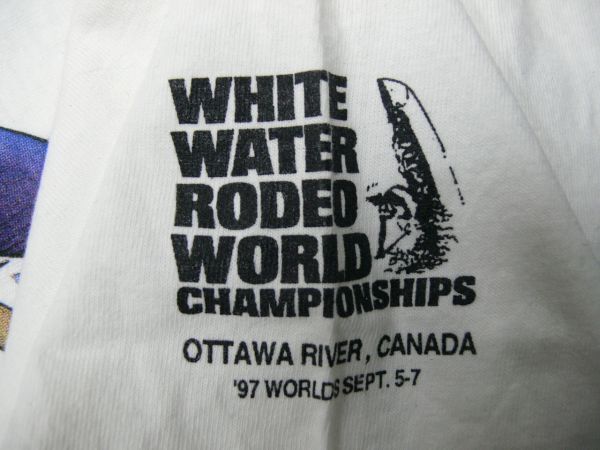 WHITE
WATER
RODEO
WORLD
CHAMPIONSHIPS
OTTAWA RIVER, CANADA
'97 WORLDS SEPT. 5-7